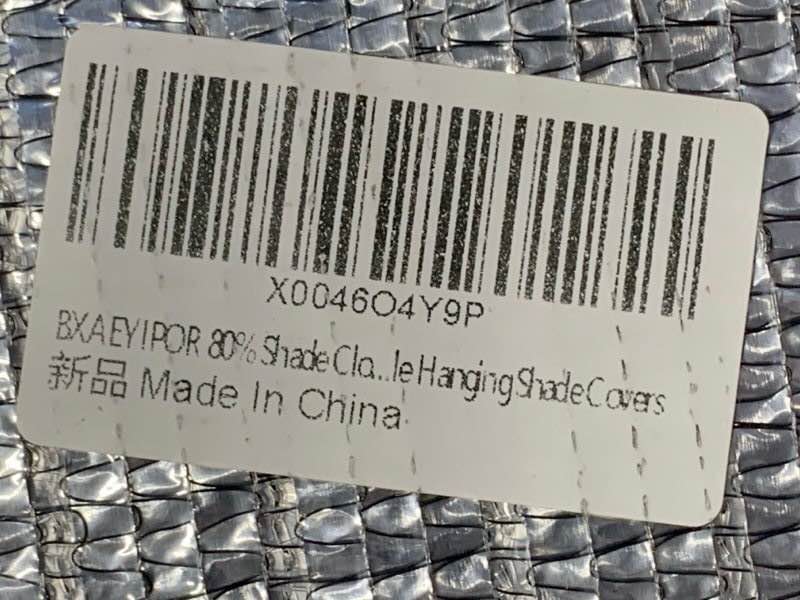 X0046O4Y9P
BXAEYIPOR 80% Shade Clo...le Hanging Shade Covers
新品 Made In China